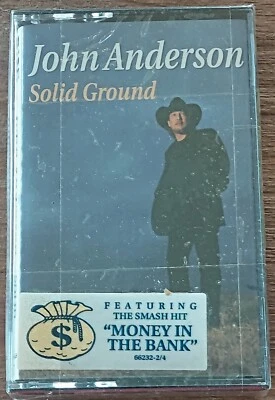 John Anderson
Solid Ground
$
FEATURING
THE SMASH HIT
“MONEY IN
THE BANK”
66232-2/4